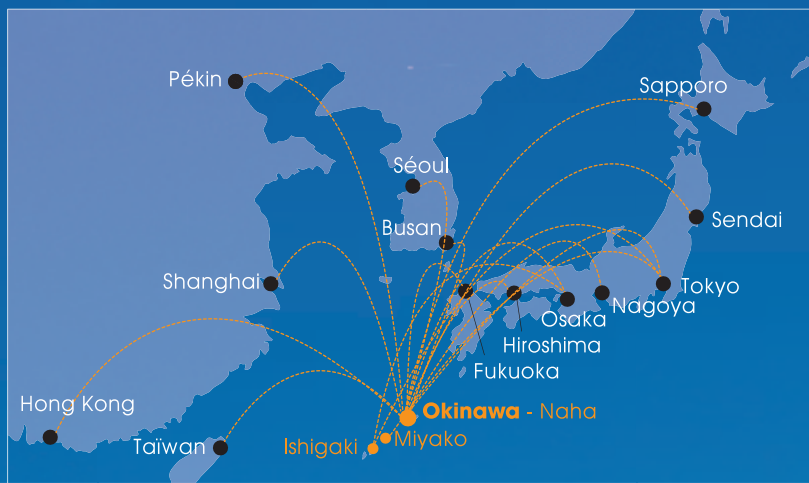 Pékin
Sapporo
Séoul
Sendai
Busan
Shanghai
Tokyo
Nagoya
Osaka
Hiroshima
Fukuoka
Hong Kong
Okinawa - Naha
Taïwan
Ishigaki
Miyako